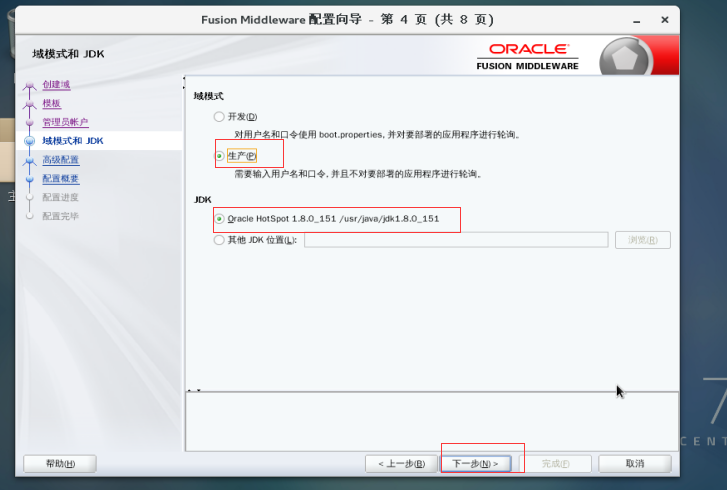 Fusion Middleware 配置向导 - 第 4 页 (共 8 页)
域模式和 JDK
ORACLE
FUSION MIDDLEWARE
创建域
模板
管理员帐户
域模式和 JDK
高级配置
配置概要
配置进度
配置完毕
域模式
开发(D)
对用户名和口令使用 boot.properties, 并对要部署的应用程序进行轮询。
生产(P)
需要输入用户名和口令, 并且不对要部署的应用程序进行轮询。
JDK
Oracle HotSpot 1.8.0_151 /usr/java/jdk1.8.0_151
其他 JDK 位置(L):
浏览(R)
7
CENT
帮助(H)
< 上一步(B)
下一步(N) >
完成(F)
取消